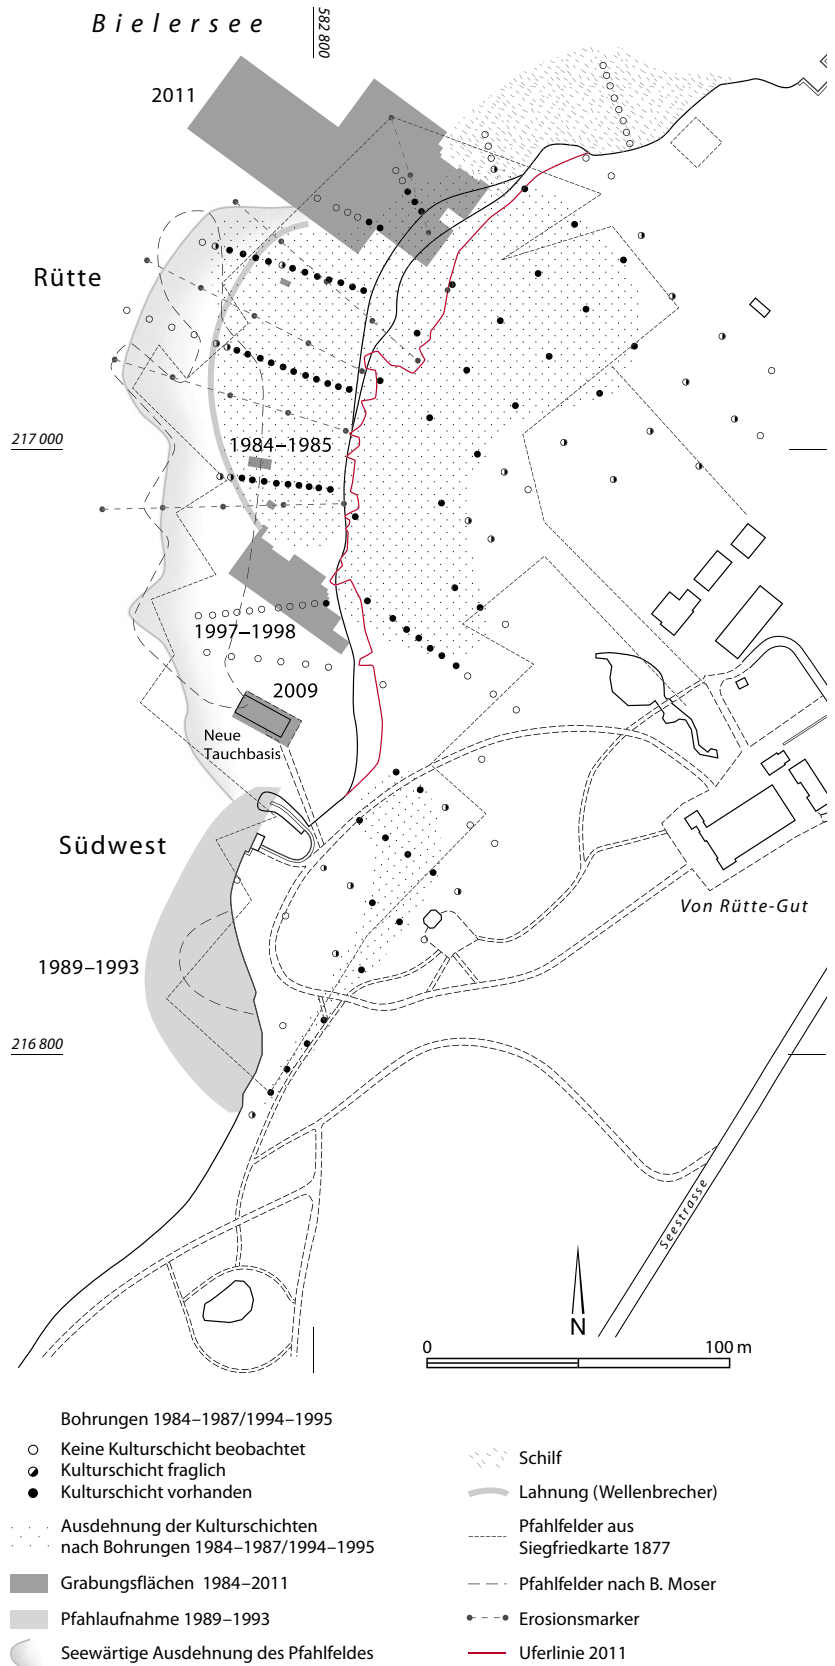 Bielersee
582 800
2011
Rütte
217 000
1984–1985
1997–1998
2009
Neue
Tauchbasis
Südwest
Von Rütte-Gut
1989–1993
216 800
Seestrasse
N
0
100 m
Bohrungen 1984–1987/1994–1995
Keine Kulturschicht beobachtet
Kulturschicht fraglich
Kulturschicht vorhanden
Ausdehnung der Kulturschichten
nach Bohrungen 1984–1987/1994–1995
Grabungsflächen 1984–2011
Pfahlaufnahme 1989–1993
Seewärtige Ausdehnung des Pfahlfeldes
Schilf
Lahnung (Wellenbrecher)
Pfahlfelder aus
Siegfriedkarte 1877
Pfahlfelder nach B. Moser
Erosionsmarker
Uferlinie 2011